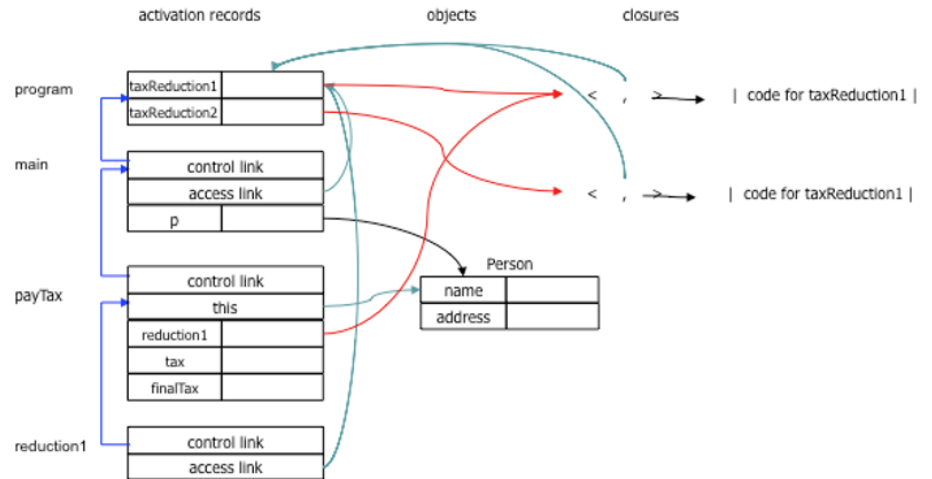 activation records objects closures
program
taxReduction1
taxReduction2
< , > | code for taxReduction1 |
main
control link
access link
p
< , > | code for taxReduction1 |
Person
name
address
payTax
control link
this
reduction1
tax
finalTax
reduction1
control link
access link